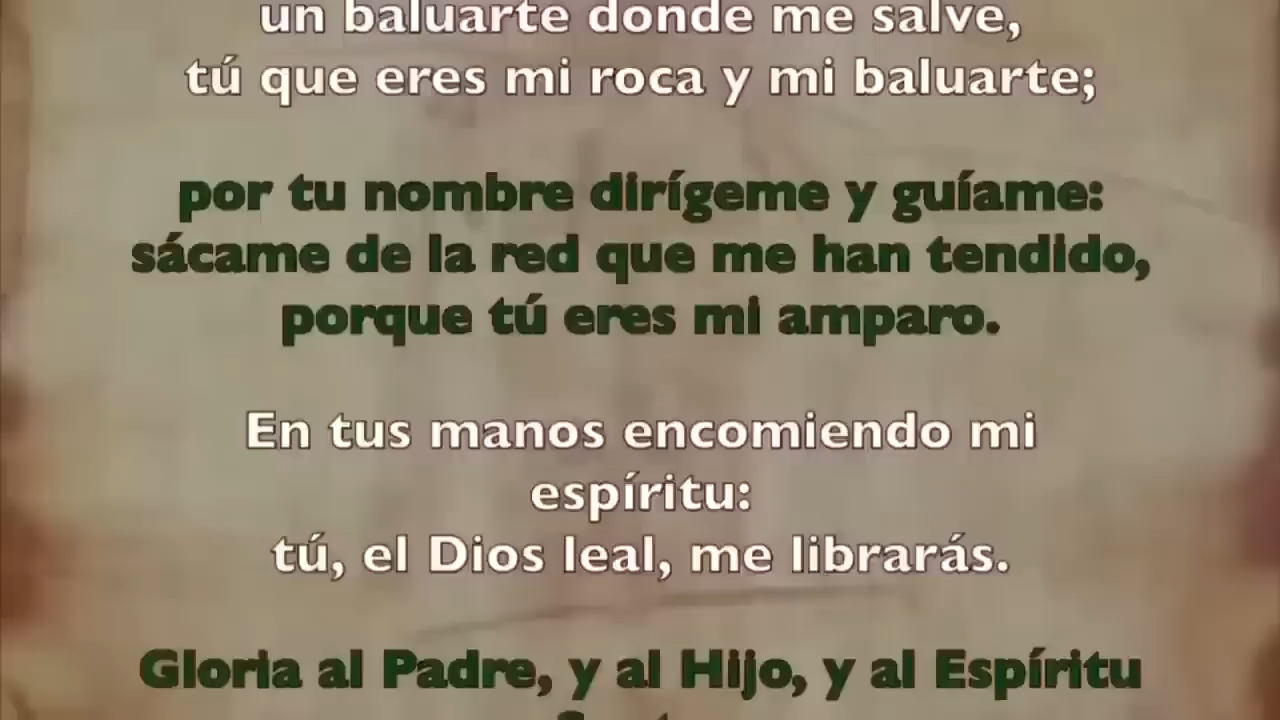 un baluarte donde me salve,
tú que eres mi roca y mi baluarte;
por tu nombre dirígeme y guíame:
sácame de la red que me han tendido,
porque tú eres mi amparo.
En tus manos encomiendo mi
espíritu:
tú, el Dios leal, me librarás.
Gloria al Padre, y al Hijo, y al Espíritu